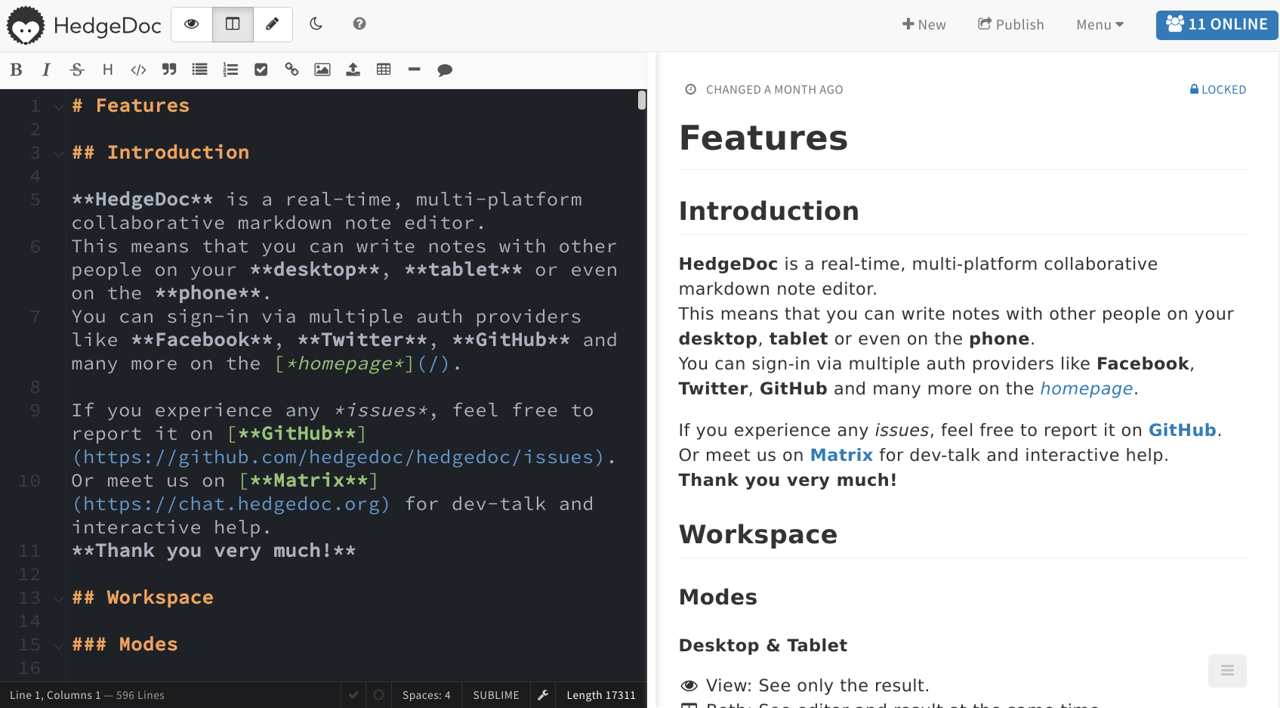 HedgeDoc
New
Publish
Menu
11 ONLINE
B I S H </>
1 # Features
2
3 ## Introduction
4
5 **HedgeDoc** is a real-time, multi-platform
collaborative markdown note editor.
6 This means that you can write notes with other
people on your **desktop**, **tablet** or even
on the **phone**.
7 You can sign-in via multiple auth providers
like **Facebook**, **Twitter**, **GitHub** and
many more on the [*homepage*](/).
8
9 If you experience any *issues*, feel free to
report it on [**GitHub**]
(https://github.com/hedgedoc/hedgedoc/issues).
10 Or meet us on [**Matrix**]
(https://chat.hedgedoc.org) for dev-talk and
interactive help.
11 **Thank you very much!**
12
13 ## Workspace
14
15 ### Modes
16
Line 1, Columns 1 — 596 Lines
Spaces: 4
SUBLIME
Length 17311
CHANGED A MONTH AGO
LOCKED
Features
Introduction
HedgeDoc is a real-time, multi-platform collaborative
markdown note editor.
This means that you can write notes with other people on your
desktop, tablet or even on the phone.
You can sign-in via multiple auth providers like Facebook,
Twitter, GitHub and many more on the homepage.
If you experience any issues, feel free to report it on GitHub.
Or meet us on Matrix for dev-talk and interactive help.
Thank you very much!
Workspace
Modes
Desktop & Tablet
View: See only the result.
Both: See editor and result at the same time.